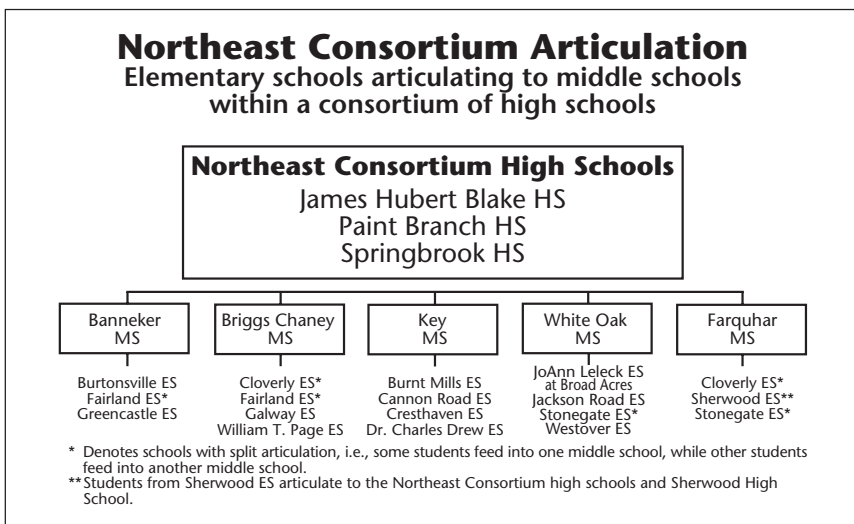 Northeast Consortium Articulation
Elementary schools articulating to middle schools
within a consortium of high schools
Northeast Consortium High Schools
James Hubert Blake HS
Paint Branch HS
Springbrook HS
Banneker
MS
Burtonsville ES
Fairland ES*
Greencastle ES
Briggs Chaney
MS
Cloverly ES*
Fairland ES*
Galway ES
William T. Page ES
Key
MS
Burnt Mills ES
Cannon Road ES
Cresthaven ES
Dr. Charles Drew ES
White Oak
MS
JoAnn Leleck ES
at Broad Acres
Jackson Road ES
Stonegate ES*
Westover ES
Farquhar
MS
Cloverly ES*
Sherwood ES**
Stonegate ES*
* Denotes schools with split articulation, i.e., some students feed into one middle school, while other students
feed into another middle school.
**Students from Sherwood ES articulate to the Northeast Consortium high schools and Sherwood High
School.